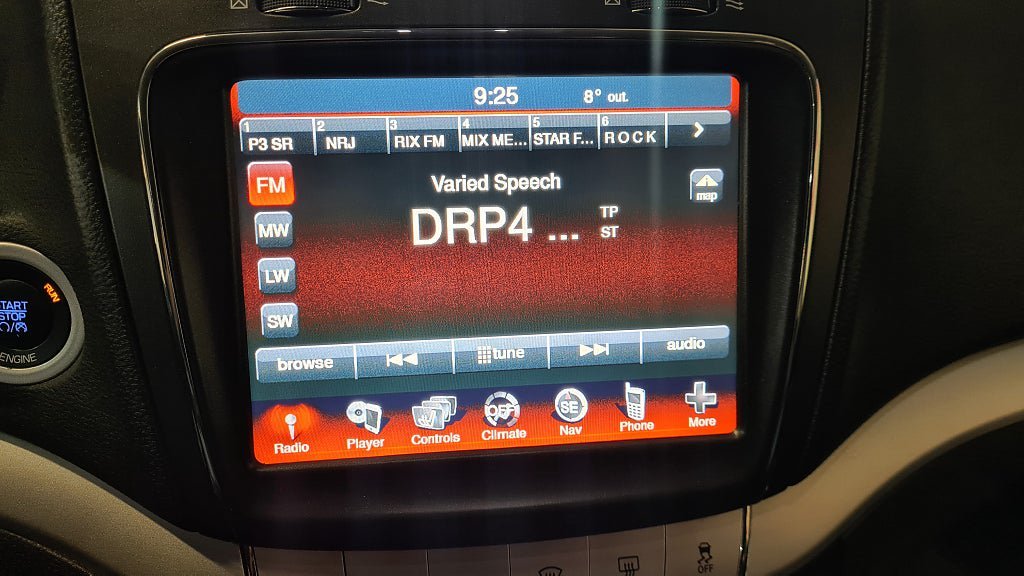 9:25 8° out.
1 2 3 4 5 6
P3 SR NRJ RIX FM MIX ME... STAR F... ROCK
FM
Varied Speech
map
MW
DRP4 ...
TP
ST
LW
SW
RUN
START
STOP
ENGINE
browse tune audio
OFF SE
Radio Player Controls Climate Nav Phone More
OFF